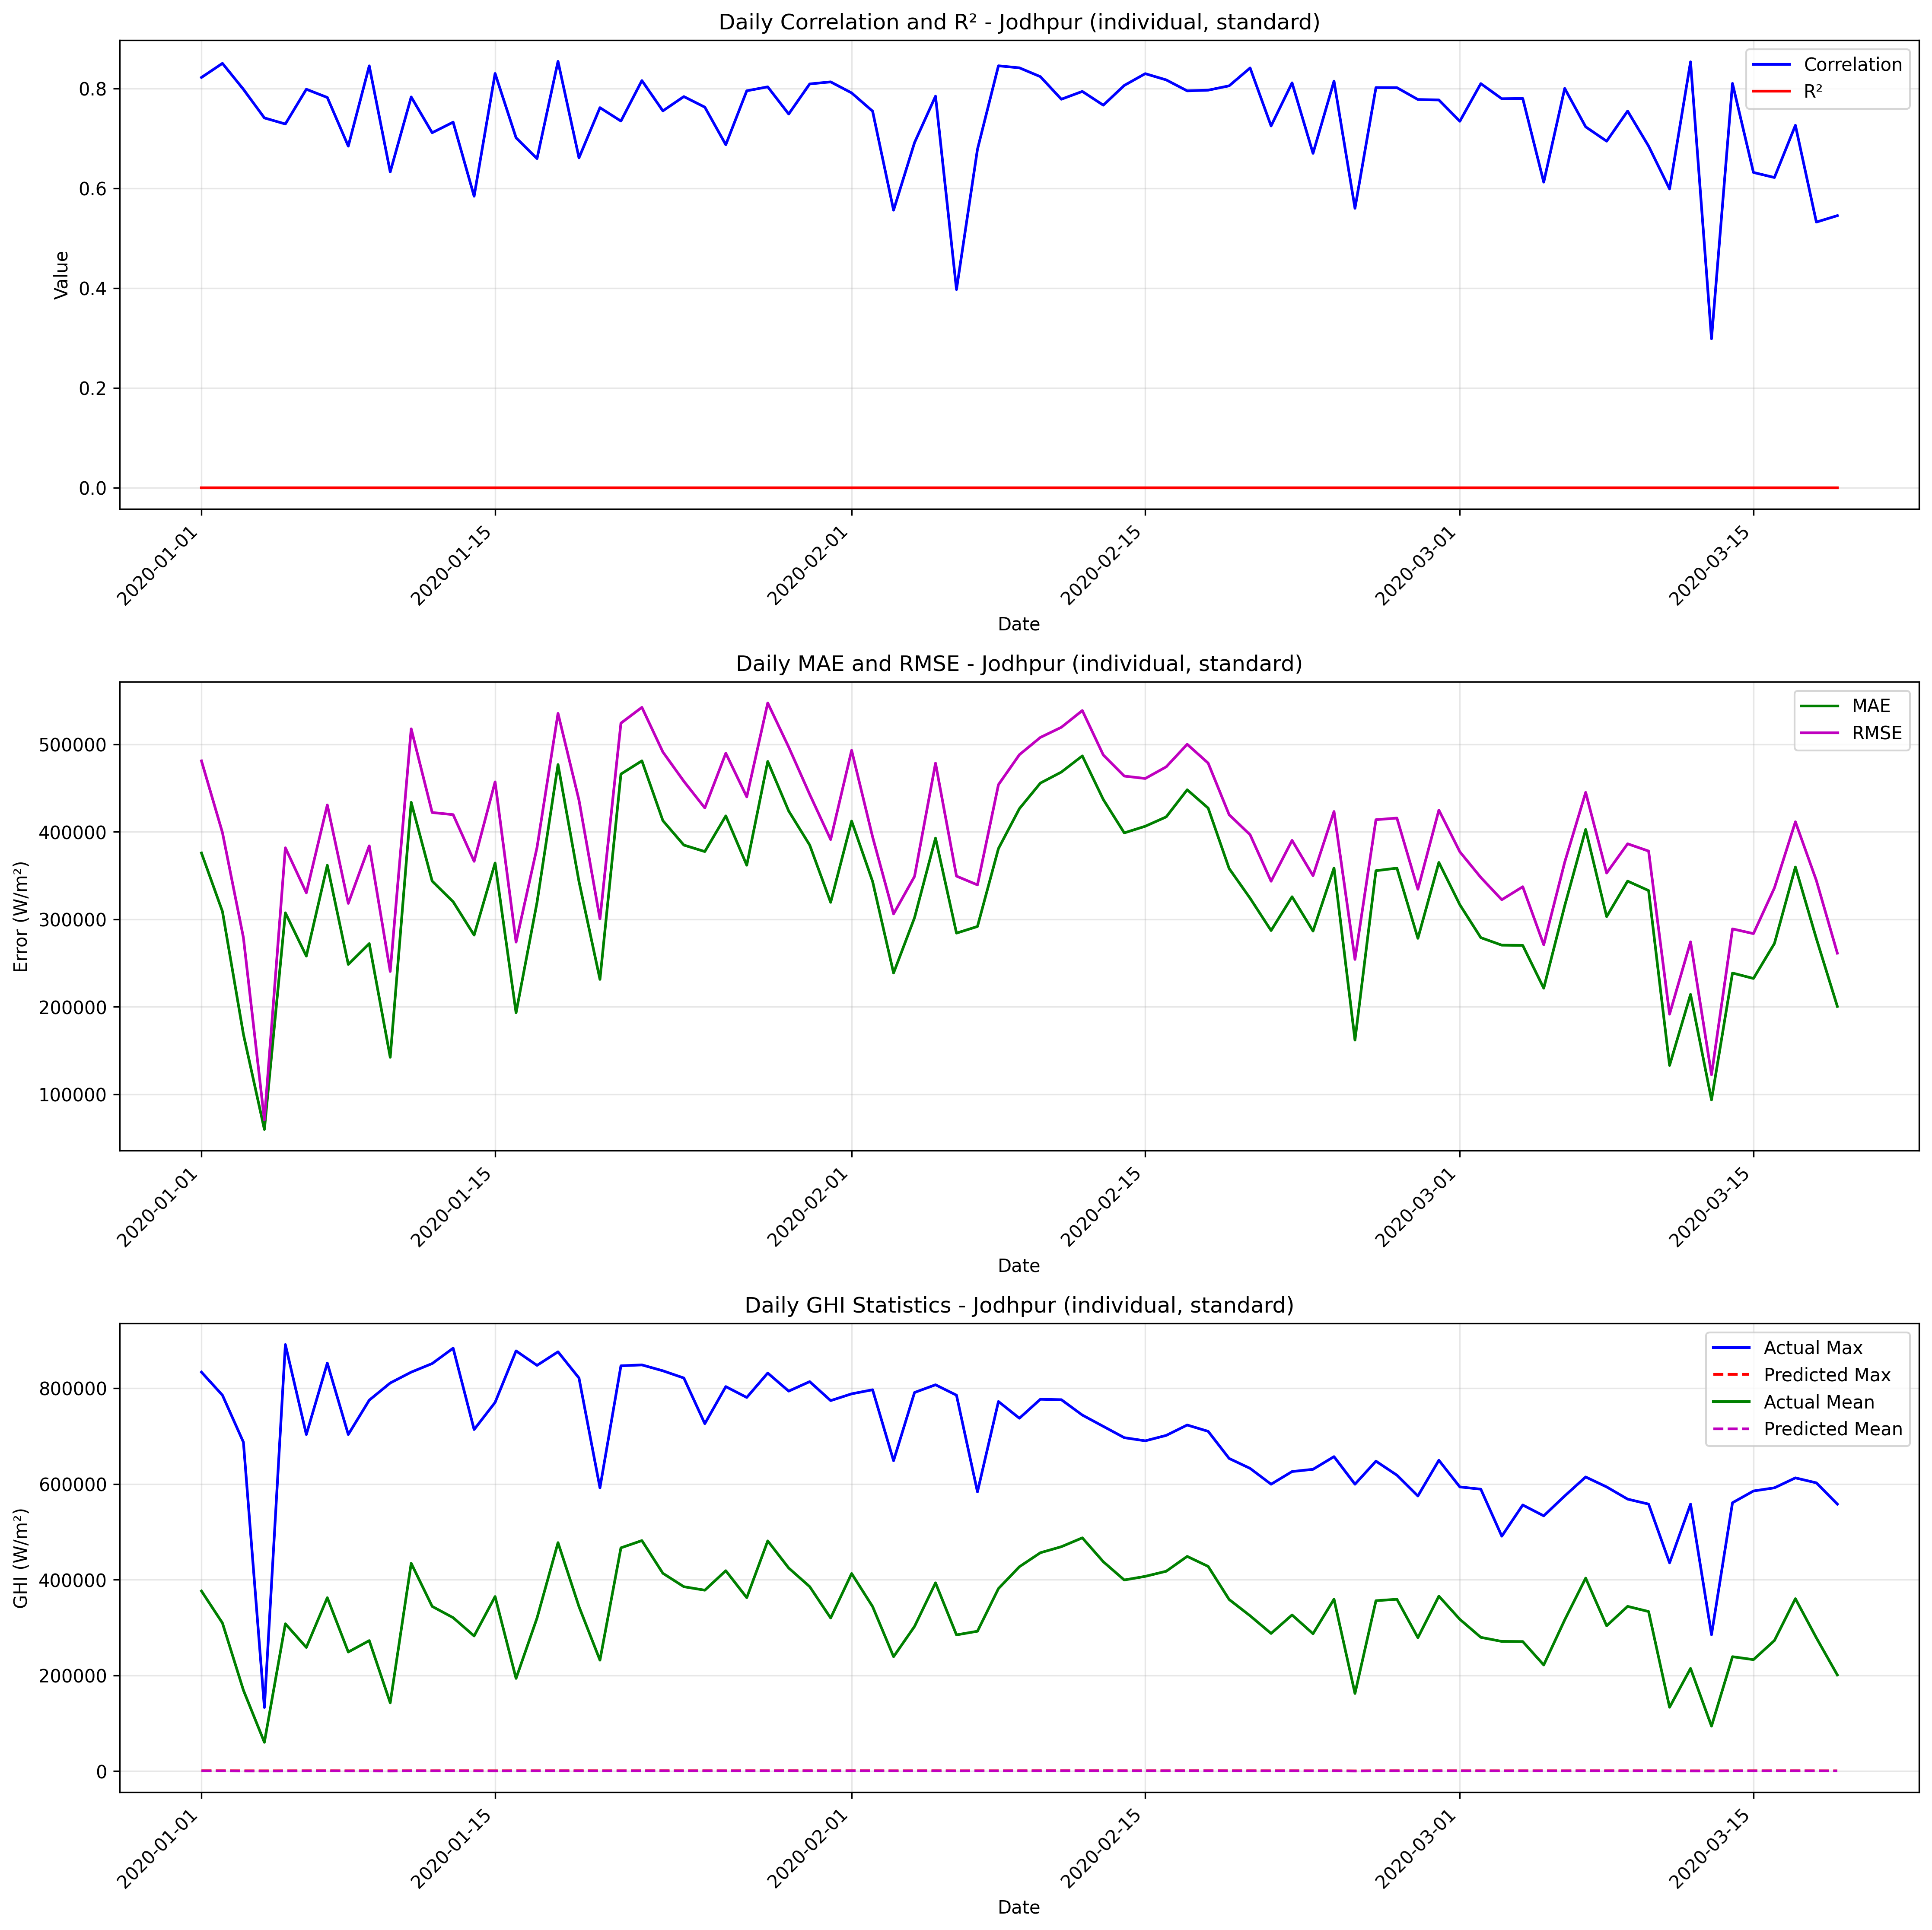 Daily Correlation and R² - Jodhpur (individual, standard)
Correlation
R²
0.8
0.6
0.4
0.2
0.0
Value
2020-01-01
2020-01-15
2020-02-01
2020-02-15
2020-03-01
2020-03-15
Date
Daily MAE and RMSE - Jodhpur (individual, standard)
MAE
RMSE
500000
400000
300000
200000
100000
Error (W/m²)
2020-01-01
2020-01-15
2020-02-01
2020-02-15
2020-03-01
2020-03-15
Date
Daily GHI Statistics - Jodhpur (individual, standard)
Actual Max
Predicted Max
Actual Mean
Predicted Mean
800000
600000
400000
200000
0
GHI (W/m²)
2020-01-01
2020-01-15
2020-02-01
2020-02-15
2020-03-01
2020-03-15
Date